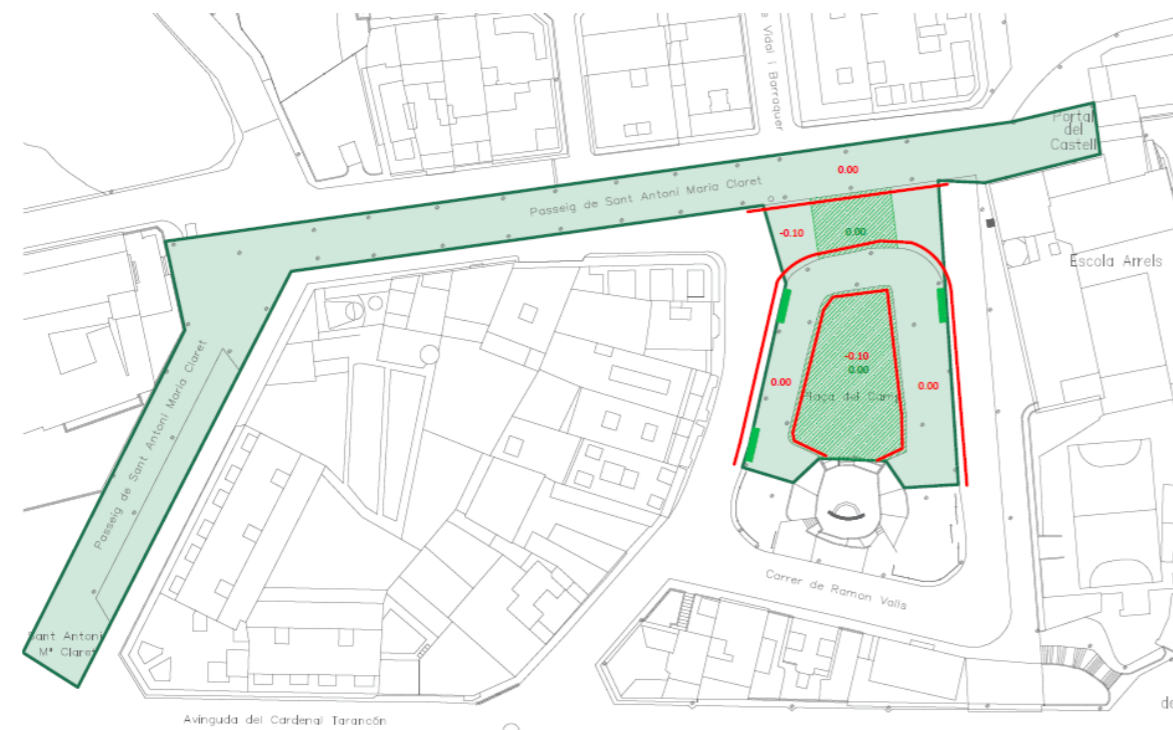 Vidal i Barraquer
Portal
del
Castell
0.00
Passeig de Sant Antoni Maria Claret
-0.10
0.00
Escola Arrels
-0.10
0.00
0.00
0.00
Plaça del Camp
Passeig de Sant Antoni Maria Claret
Carrer de Ramon Valls
Sant Antoni
Mª Claret
Avinguda del Cardenal Tarancón